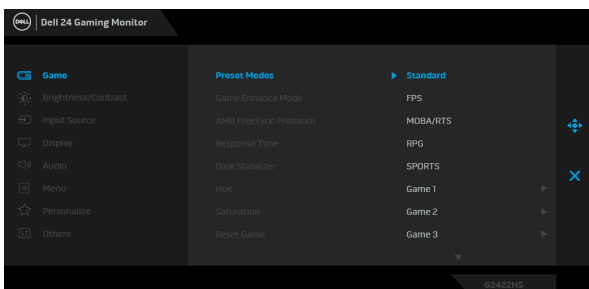 DELL Dell 24 Gaming Monitor
Game Preset Modes Standard
Brightness/Contrast Game Enhance Mode FPS
Input Source AMD FreeSync Premium MOBA/RTS
Display Response Time RPG
Audio Dark Stabilizer SPORTS
Menu Hue Game 1
Personalize Saturation Game 2
Others Reset Game Game 3
G2422HS